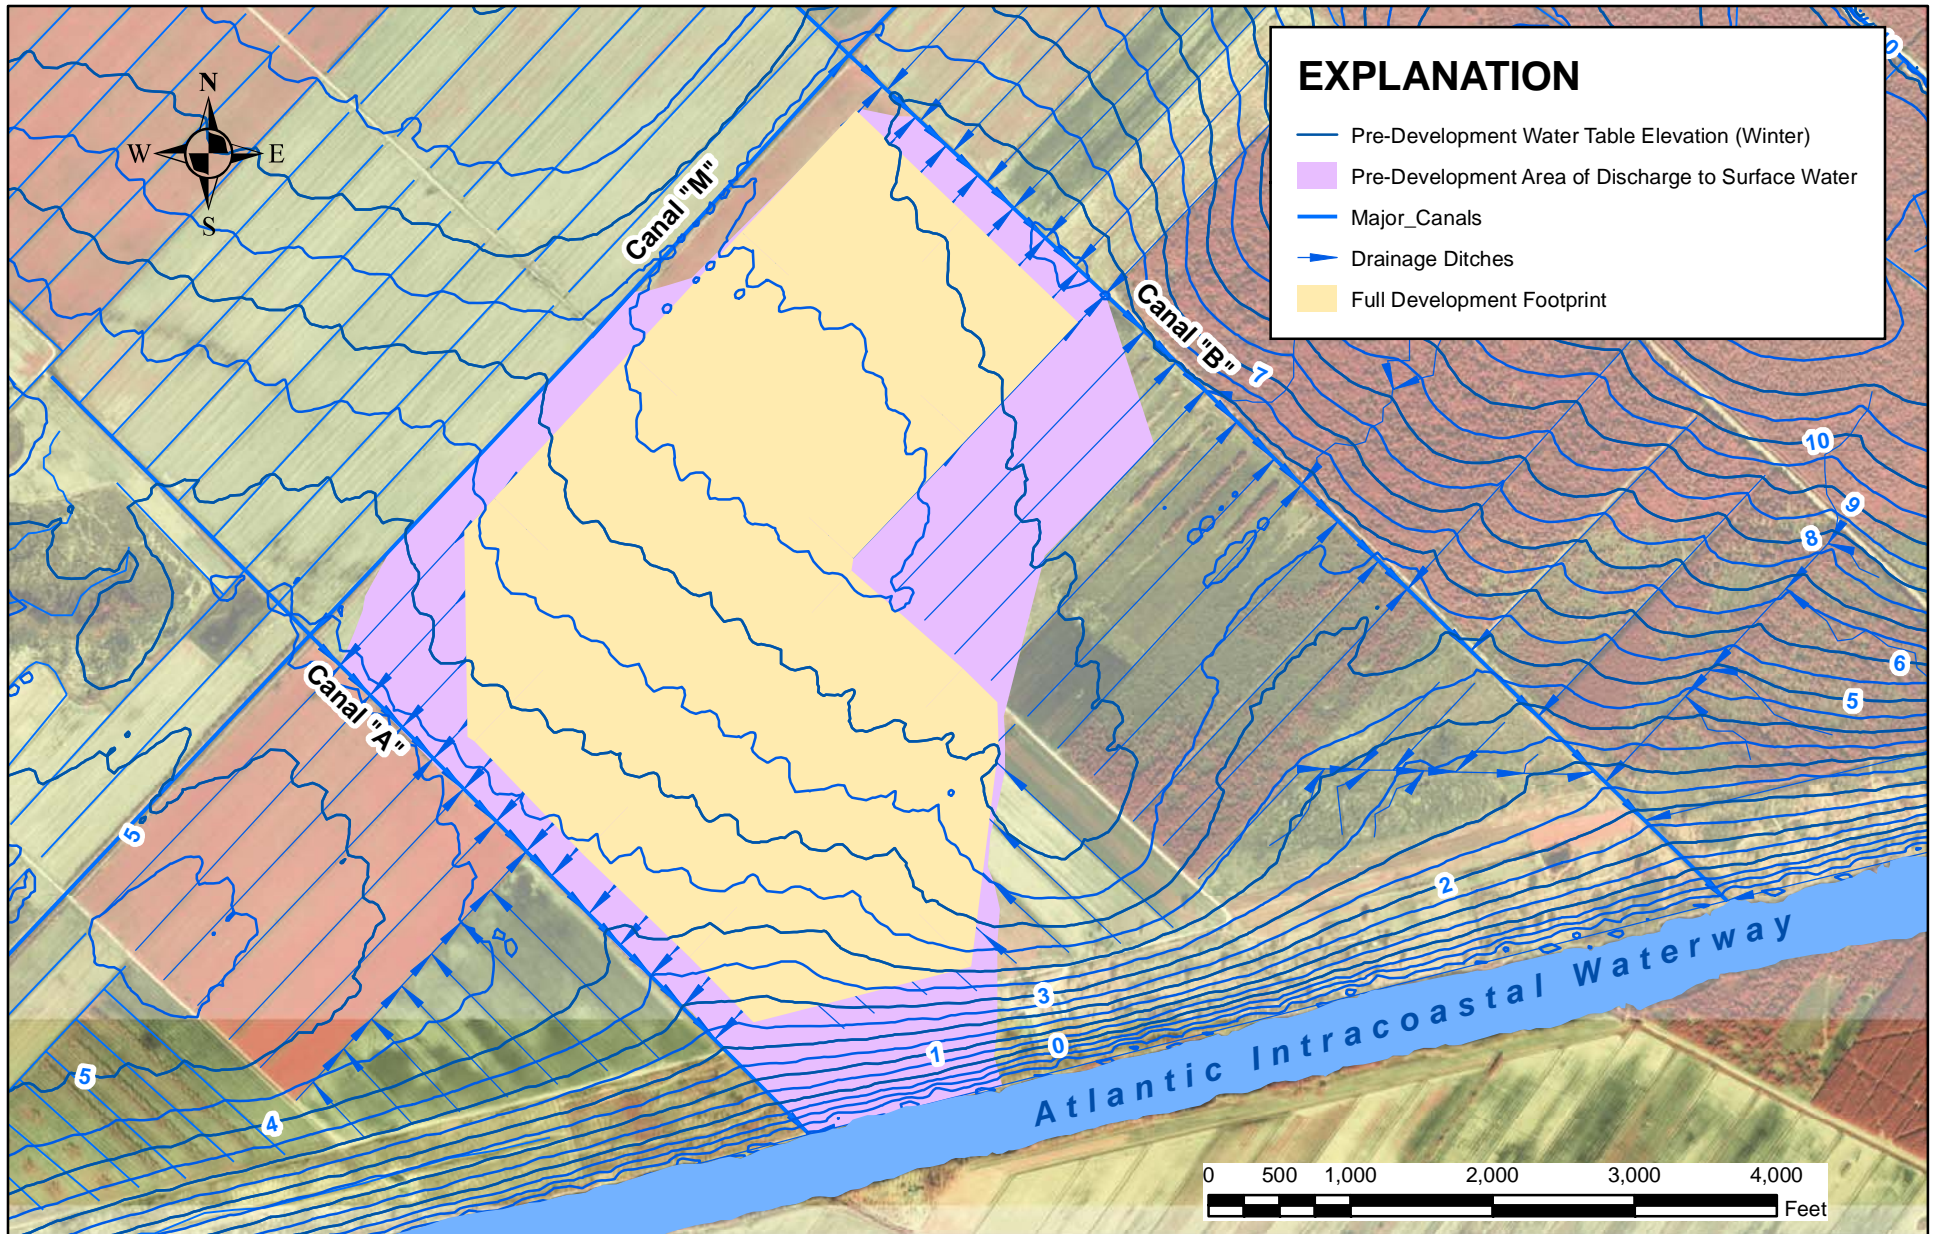 EXPLANATION
Pre-Development Water Table Elevation (Winter)
Pre-Development Area of Discharge to Surface Water
Major_Canals
Drainage Ditches
Full Development Footprint
N
W E
S
Canal "M"
Canal "B"
7
10
9
8
6
5
Canal "A"
5
2
3
1
0
5
4
Atlantic Intracoastal Waterway
0 500 1,000 2,000 3,000 4,000
Feet